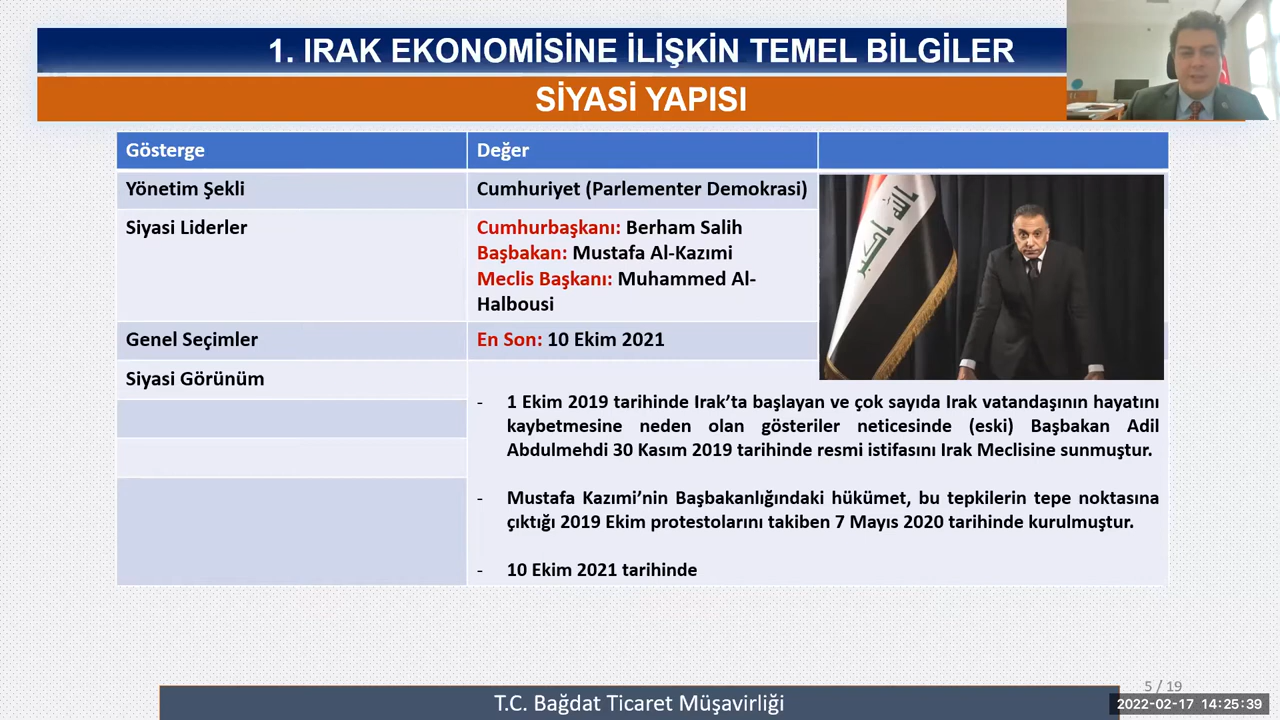 1. IRAK EKONOMİSİNE İLİŞKİN TEMEL BİLGİLER
SİYASİ YAPISI
Gösterge
Değer
Yönetim Şekli
Cumhuriyet (Parlementer Demokrasi)
Siyasi Liderler
Cumhurbaşkanı: Berham Salih
Başbakan: Mustafa Al-Kazımi
Meclis Başkanı: Muhammed Al-
Halbousi
Genel Seçimler
En Son: 10 Ekim 2021
Siyasi Görünüm
- 1 Ekim 2019 tarihinde Irak’ta başlayan ve çok sayıda Irak vatandaşının hayatını
kaybetmesine neden olan gösteriler neticesinde (eski) Başbakan Adil
Abdulmehdi 30 Kasım 2019 tarihinde resmi istifasını Irak Meclisine sunmuştur.
- Mustafa Kazımi’nin Başbakanlığındaki hükümet, bu tepkilerin tepe noktasına
çıktığı 2019 Ekim protestolarını takiben 7 Mayıs 2020 tarihinde kurulmuştur.
- 10 Ekim 2021 tarihinde
الله اكبر
5 / 19
T.C. Bağdat Ticaret Müşavirliği
2022-02-17 14:25:39